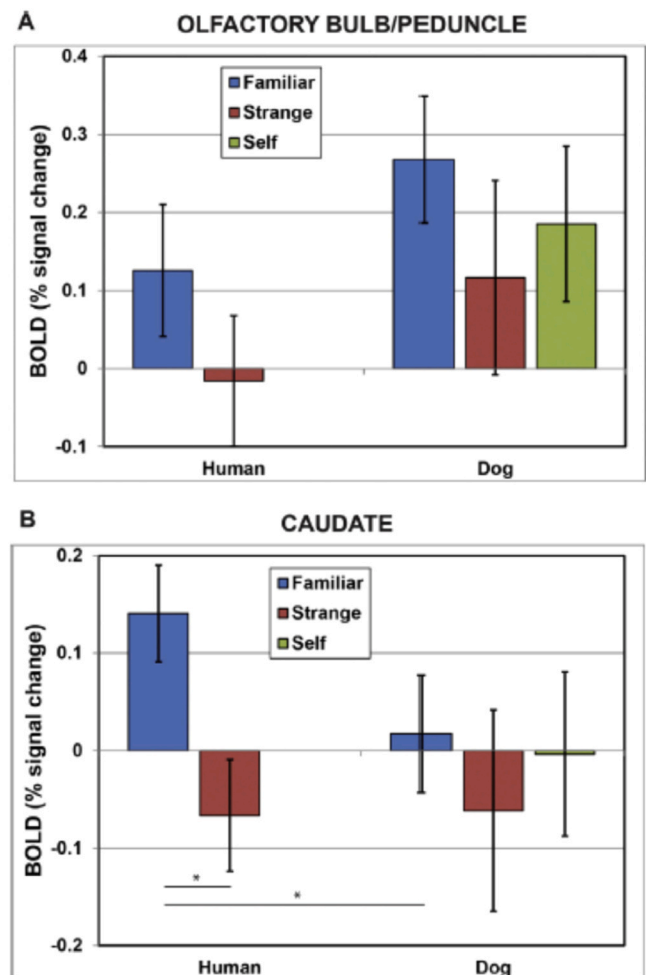 A
OLFACTORY BULB/PEDUNCLE
BOLD (% signal change)
0.4
0.3
0.2
0.1
0
-0.1
Familiar
Strange
Self
Human
Dog
B
CAUDATE
BOLD (% signal change)
0.2
0.1
0
-0.1
-0.2
Familiar
Strange
Self
*
*
Human
Dog